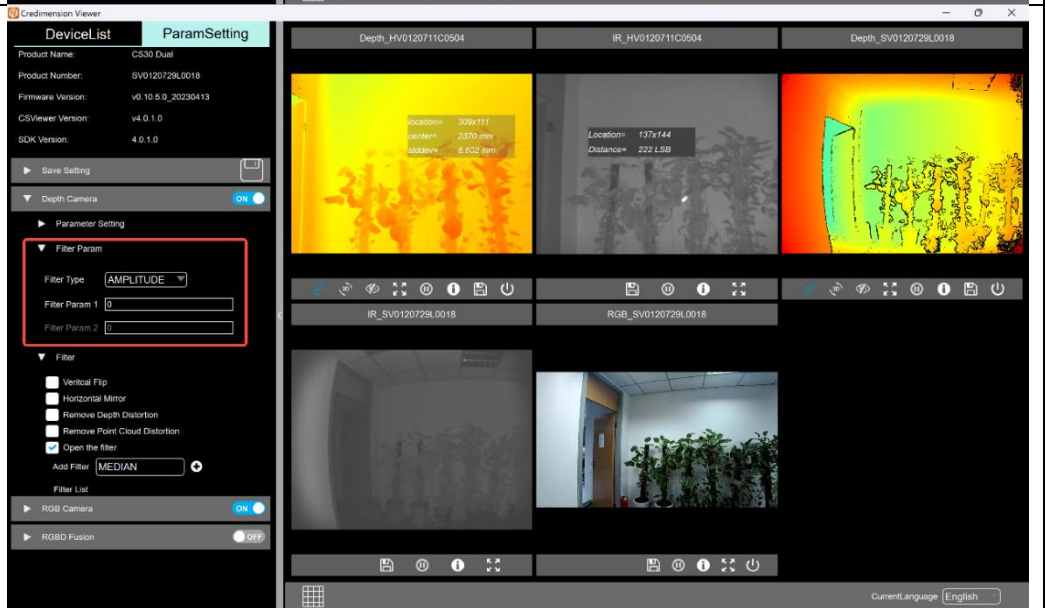 Credimension Viewer
DeviceList ParamSetting
Product Name: CS30 Dual
Product Number: SV0120729L0018
Firmware Version: v0.10.5.0_20230413
CSViewer Version: v4.0.1.0
SDK Version: 4.0.1.0
Save Setting
Depth Camera ON
Parameter Setting
Filter Param
Filter Type AMPLITUDE
Filter Param 1 0
Filter Param 2 0
Filter
Veritcal Flip
Horizontal Mirror
Remove Depth Distortion
Remove Point Cloud Distortion
Open the filter
Add Filter MEDIAN
Filter List
RGB Camera ON
RGBD Fusion OFF
Depth_HV0120711C0504
location= 309x111
center= 2370 mm
stddev= 8.602 mm
3D
IR_HV0120711C0504
Location= 137x144
Distance= 222 LSB
Depth_SV0120729L0018
3D
IR_SV0120729L0018
RGB_SV0120729L0018
CurrentLanguage English